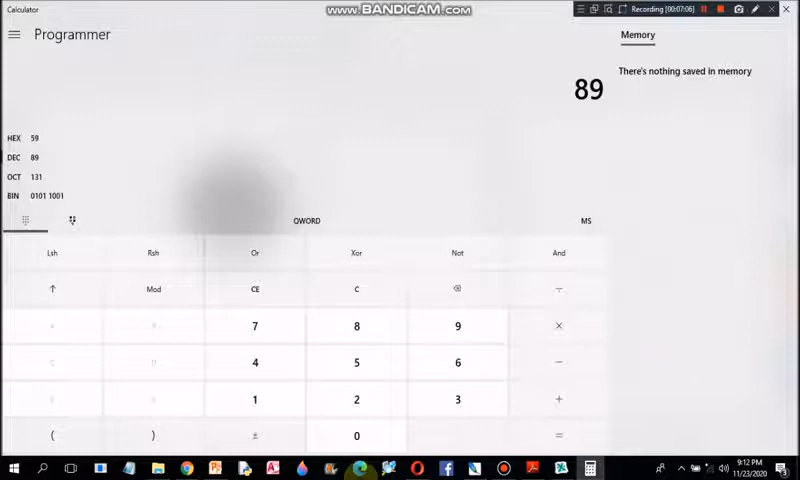 Calculator
www.BANDICAM.com
Recording [00:07:06]
Programmer
Memory
There's nothing saved in memory
89
HEX 59
DEC 89
OCT 131
BIN 0101 1001
QWORD
MS
Lsh Rsh Or Xor Not And
↑ Mod CE C ÷
7 8 9 ×
4 5 6 −
1 2 3 +
( ) ± 0 =
9:12 PM
11/23/2020